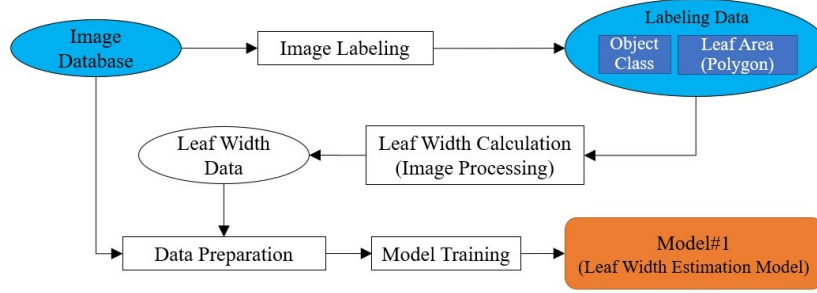 Image
Database
Image Labeling
Labeling Data
Object
Class
Leaf Area
(Polygon)
Leaf Width
Data
Leaf Width Calculation
(Image Processing)
Data Preparation
Model Training
Model#1
(Leaf Width Estimation Model)